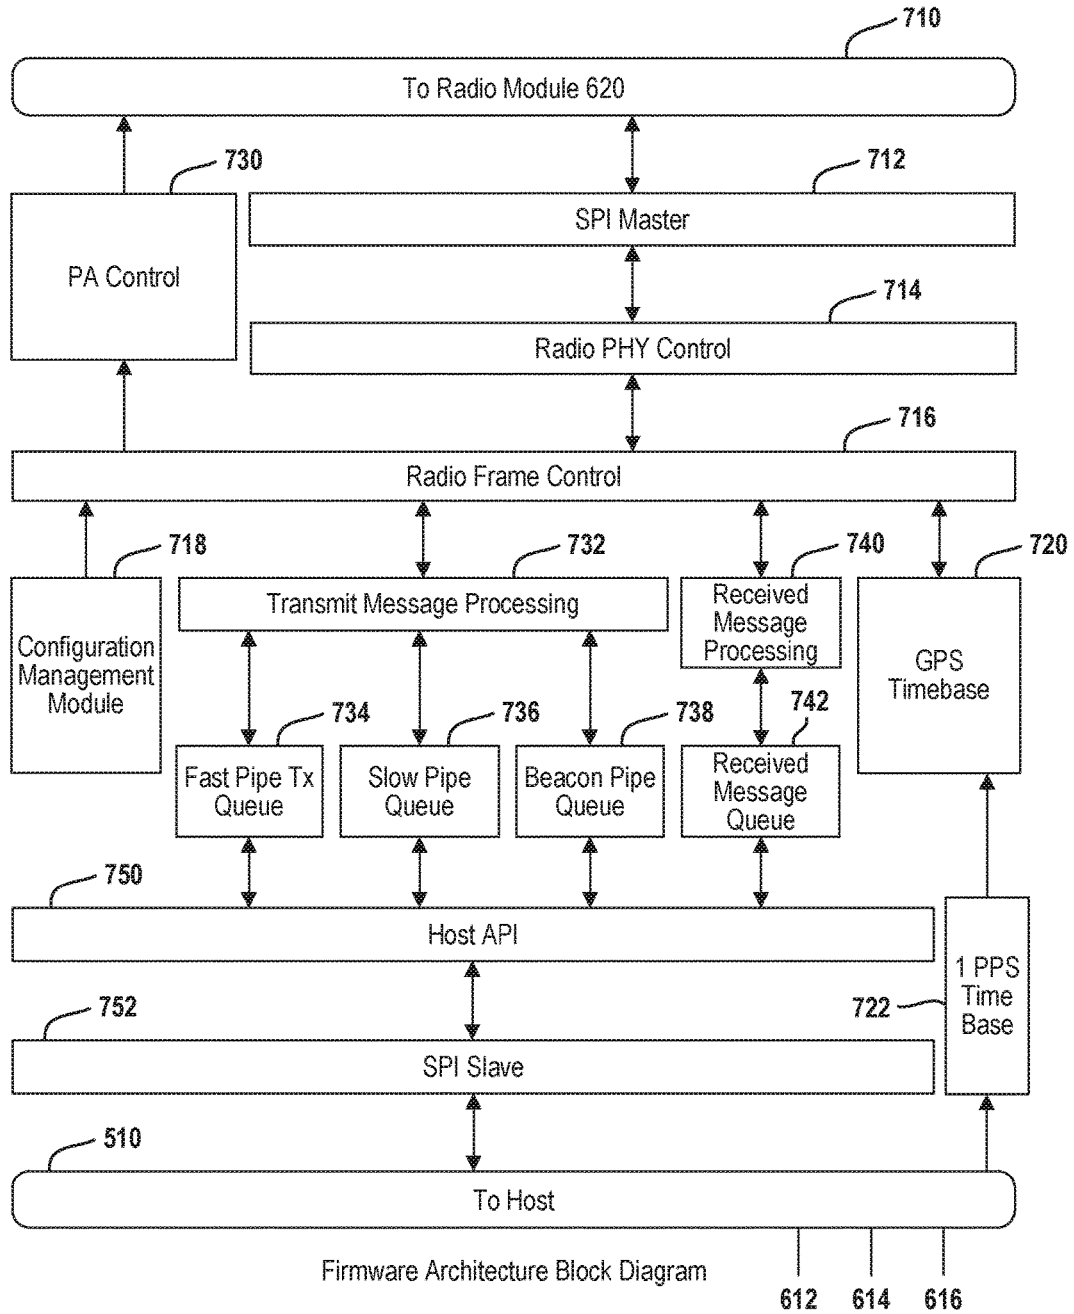 710
To Radio Module 620
730
712
PA Control
SPI Master
714
Radio PHY Control
716
Radio Frame Control
718
732
740
720
Configuration
Management
Module
Transmit Message Processing
Received
Message
Processing
GPS
Timebase
734
736
738
742
Fast Pipe Tx
Queue
Slow Pipe
Queue
Beacon Pipe
Queue
Received
Message
Queue
750
Host API
722
1 PPS
Time
Base
752
SPI Slave
510
To Host
Firmware Architecture Block Diagram
612
614
616